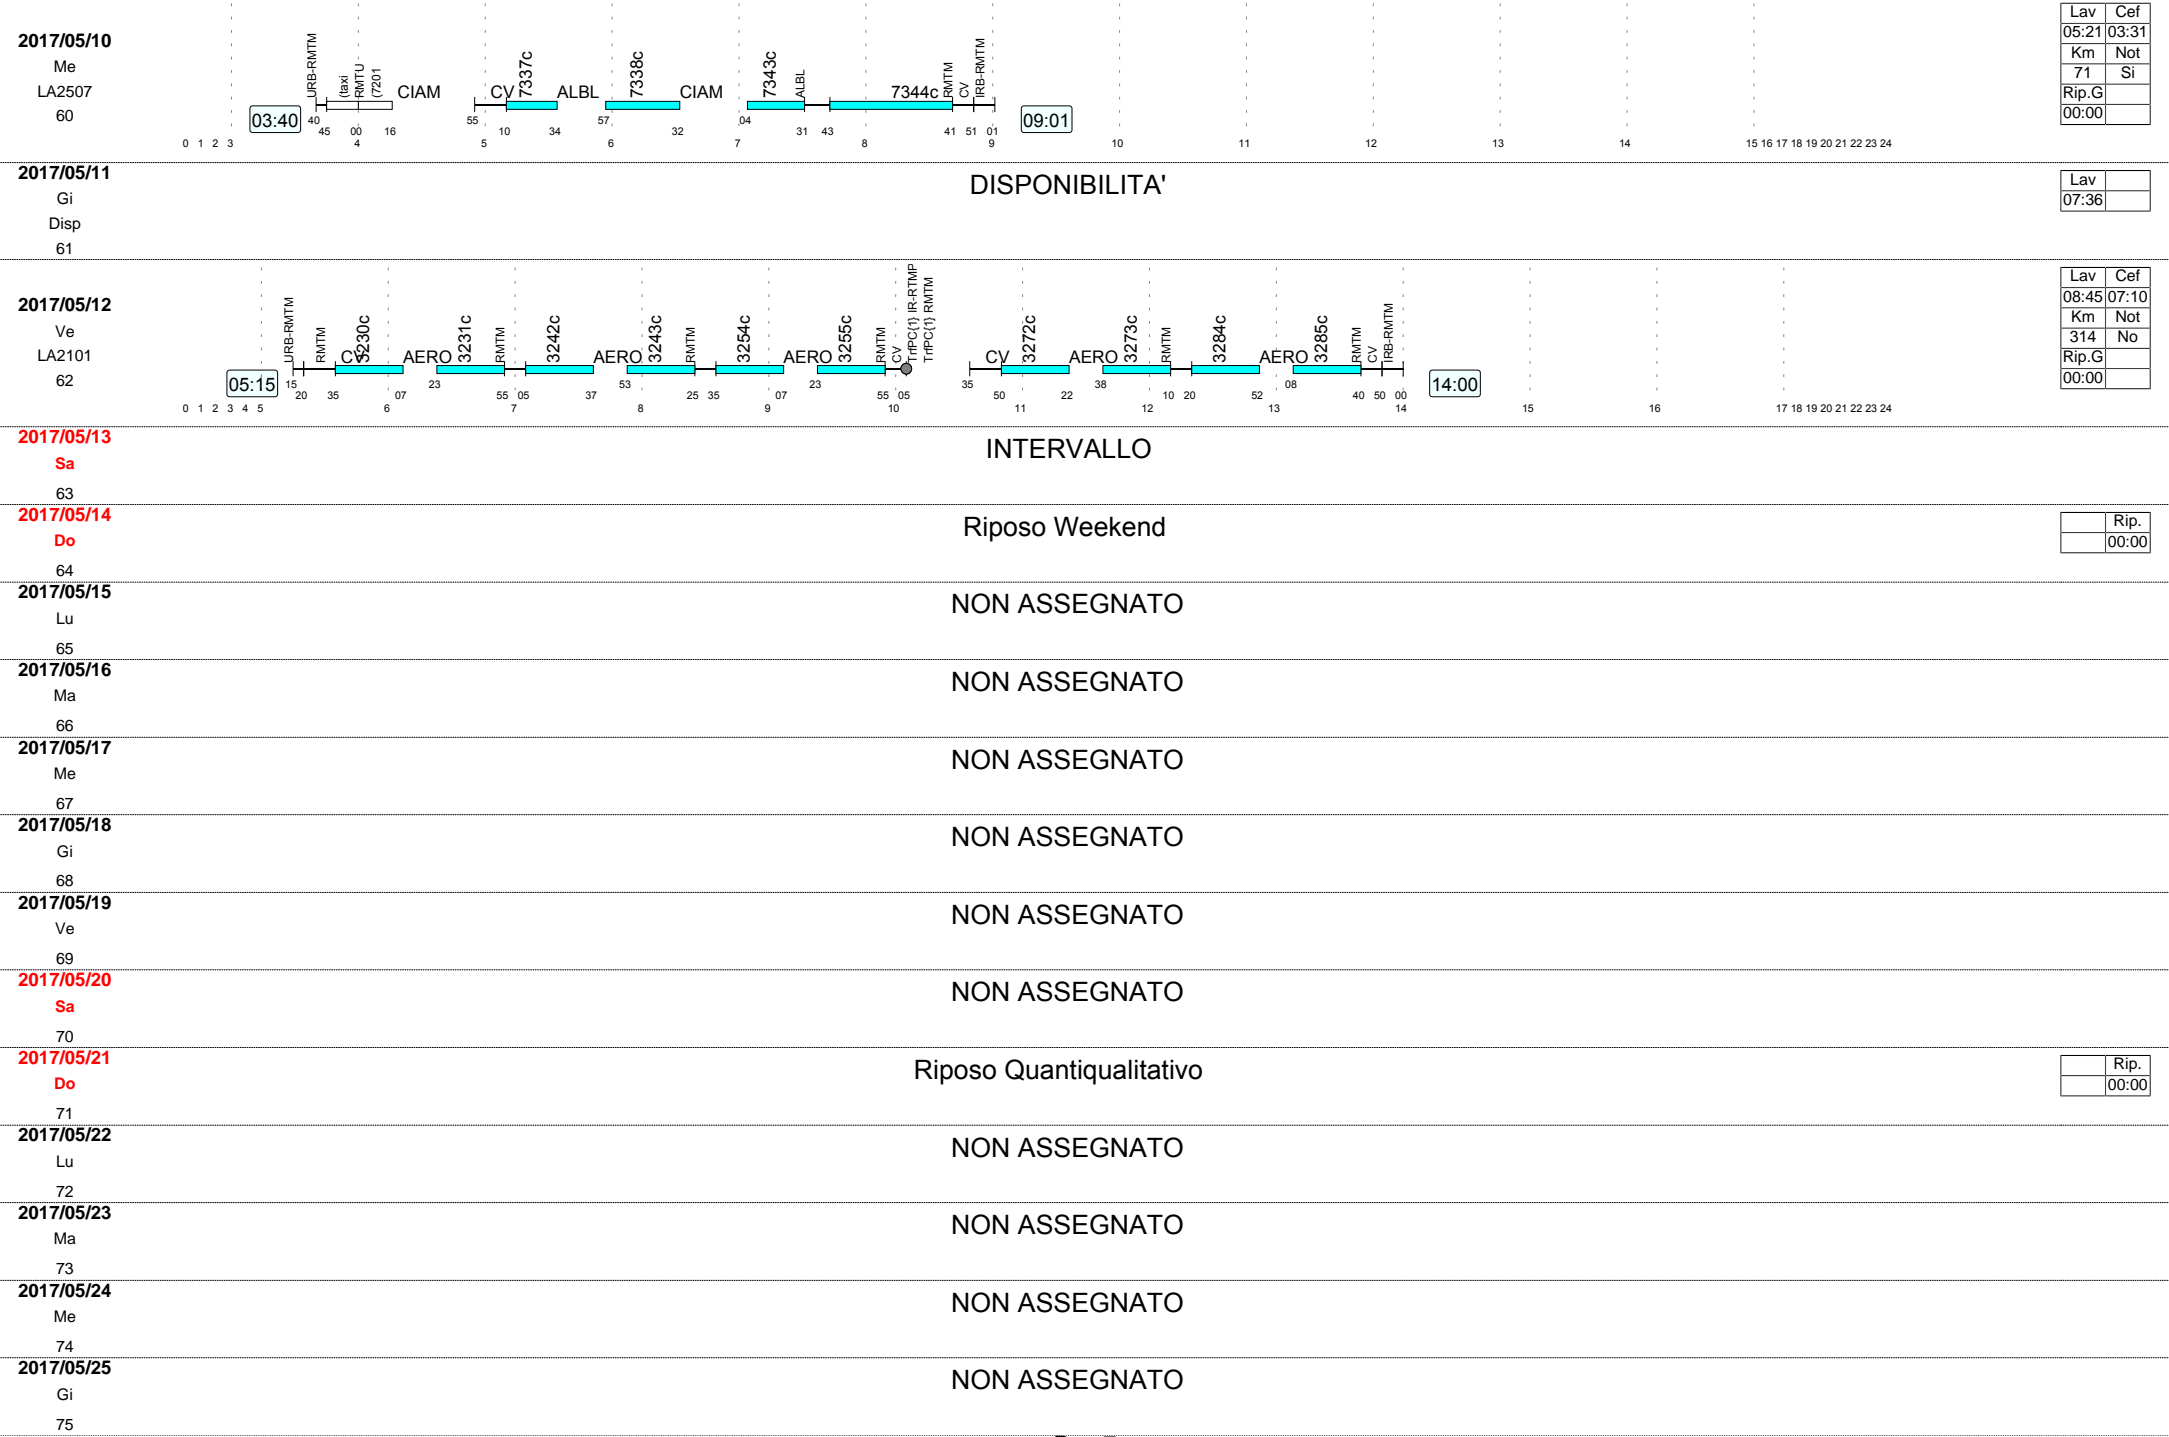 2017/05/10
Me
LA2507
60
03:40
URB-RMTM
(taxi
RMTU
(7201
CIAM
CV
7337c
ALBL
7338c
CIAM
7343c
ALBL
7344c
RMTM
CV
IRB-RMTM
09:01
40 45 00 16 55 10 34 57 32 04 31 43 41 51 01
0 1 2 3 4 5 6 7 8 9 10 11 12 13 14 15 16 17 18 19 20 21 22 23 24
Lav Cef
05:21 03:31
Km Not
71 Si
Rip.G
00:00
2017/05/11
Gi
Disp
61
DISPONIBILITA'
Lav
07:36
2017/05/12
Ve
LA2101
62
05:15
URB-RMTM
RMTM
CV
3230c
AERO
3231c
RMTM
3242c
AERO
3243c
RMTM
3254c
AERO
3255c
RMTM
CV
TrfPC{1} IR-RTMP
TrfPC{1} RMTM
CV
3272c
AERO
3273c
RMTM
3284c
AERO
3285c
RMTM
CV
IRB-RMTM
14:00
15 20 35 07 23 55 05 37 53 25 35 07 23 55 05 35 50 22 38 10 20 52 08 40 50 00
0 1 2 3 4 5 6 7 8 9 10 11 12 13 14 15 16 17 18 19 20 21 22 23 24
Lav Cef
08:45 07:10
Km Not
314 No
Rip.G
00:00
2017/05/13
Sa
63
INTERVALLO
2017/05/14
Do
64
Riposo Weekend
Rip.
00:00
2017/05/15
Lu
65
NON ASSEGNATO
2017/05/16
Ma
66
NON ASSEGNATO
2017/05/17
Me
67
NON ASSEGNATO
2017/05/18
Gi
68
NON ASSEGNATO
2017/05/19
Ve
69
NON ASSEGNATO
2017/05/20
Sa
70
NON ASSEGNATO
2017/05/21
Do
71
Riposo Quantiqualitativo
Rip.
00:00
2017/05/22
Lu
72
NON ASSEGNATO
2017/05/23
Ma
73
NON ASSEGNATO
2017/05/24
Me
74
NON ASSEGNATO
2017/05/25
Gi
75
NON ASSEGNATO